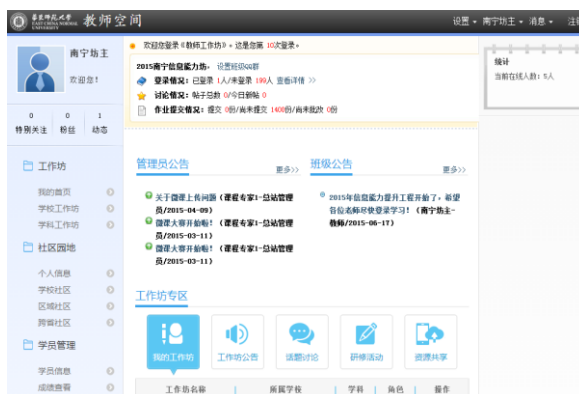 华东师范大学 教师空间
EAST CHINA NORMAL UNIVERSITY
设置 南宁坊主 消息 注
南宁坊主
欢迎您!
0 0 1
特别关注 粉丝 动态
工作坊
我的首页
学校工作坊
学科工作坊
社区园地
个人信息
学校社区
区域社区
跨省社区
学员管理
学员信息
成绩查看
欢迎您登录《教师工作坊》。这是您第 10次登录。
2015南宁信息能力坊。 设置班级QQ群
登录情况: 已登录 1人/未登录 199人 查看详情 >>
讨论情况: 帖子总数 0/今日新帖 0
作业提交情况: 提交 0份/尚未提交 1400份/尚未批改 0份
管理员公告 更多>>
关于微课上传问题 (课程专家1-总站管理员/2015-04-09)
微课大赛开始啦! (课程专家1-总站管理员/2015-03-11)
微课大赛开始啦! (课程专家1-总站管理员/2015-03-11)
班级公告 更多>>
2015年信息能力提升工程开始了,希望各位老师尽快登录学习! (南宁坊主-教师/2015-06-17)
工作坊专区
我的工作坊 工作坊公告 话题讨论 研修活动 资源共享
工作坊名称 所属学校 学科 角色 操作
统计
当前在线人数: 5人